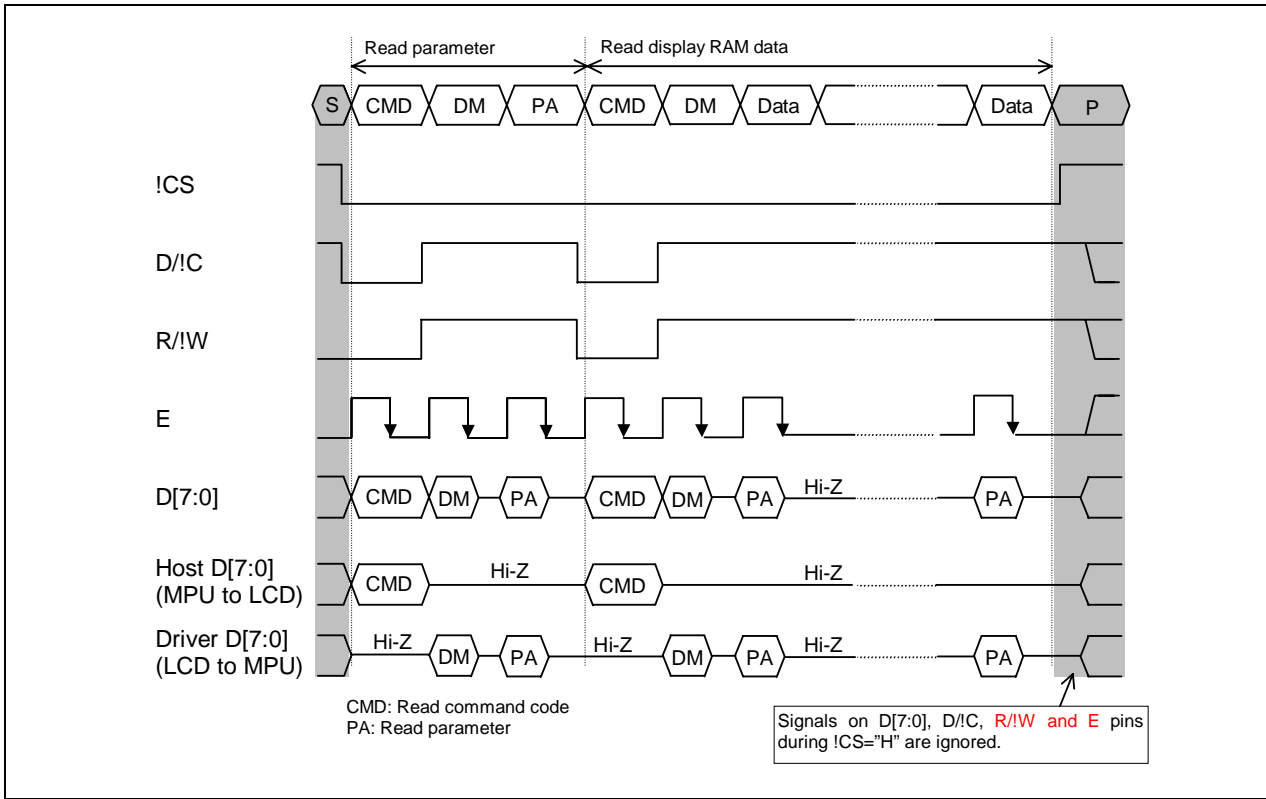 Read parameter
Read display RAM data
S CMD DM PA CMD DM Data Data P
!CS
D/!C
R/!W
E
D[7:0] CMD DM PA CMD DM PA Hi-Z PA
Host D[7:0]
(MPU to LCD)
CMD Hi-Z CMD Hi-Z
Driver D[7:0]
(LCD to MPU)
Hi-Z DM PA Hi-Z DM PA Hi-Z PA
CMD: Read command code
PA: Read parameter
Signals on D[7:0], D/!C, R/!W and E pins
during !CS=”H” are ignored.